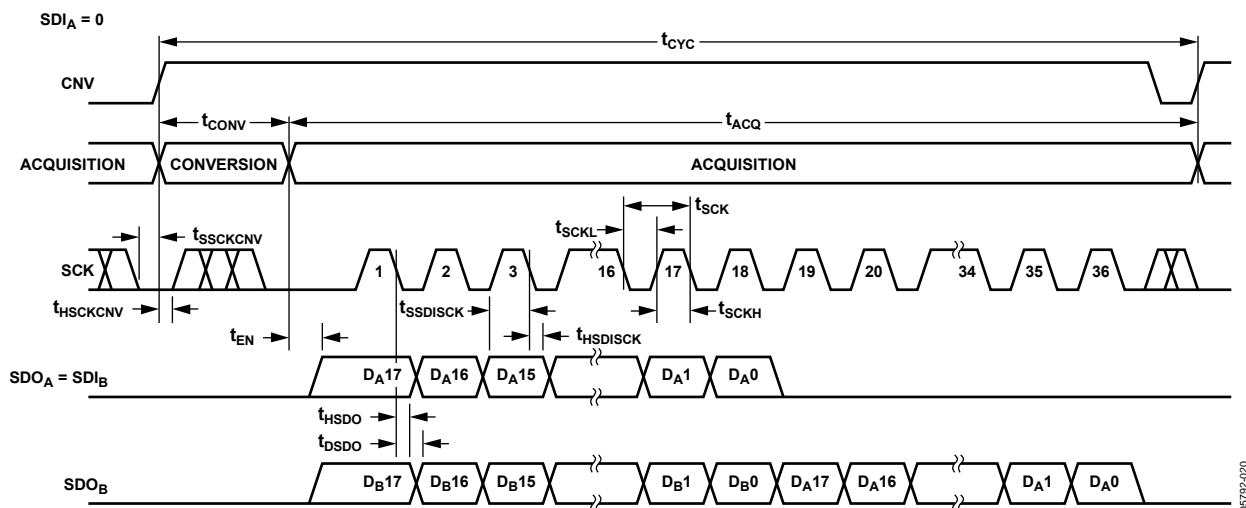 SDIA = 0
tCYC
CNV
tCONV
tACQ
ACQUISITION
CONVERSION
ACQUISITION
tSCK
tSCKL
tSSCKCNV
SCK
1 2 3 16 17 18 19 20 34 35 36
tHSCKCNV
tSSDISCK
tSCKH
tEN
tHSDISCK
SDOA = SDIB
DA17 DA16 DA15 DA1 DA0
tHSDO
tDSDO
SDOB
DB17 DB16 DB15 DB1 DB0 DA17 DA16 DA1 DA0
05792-020